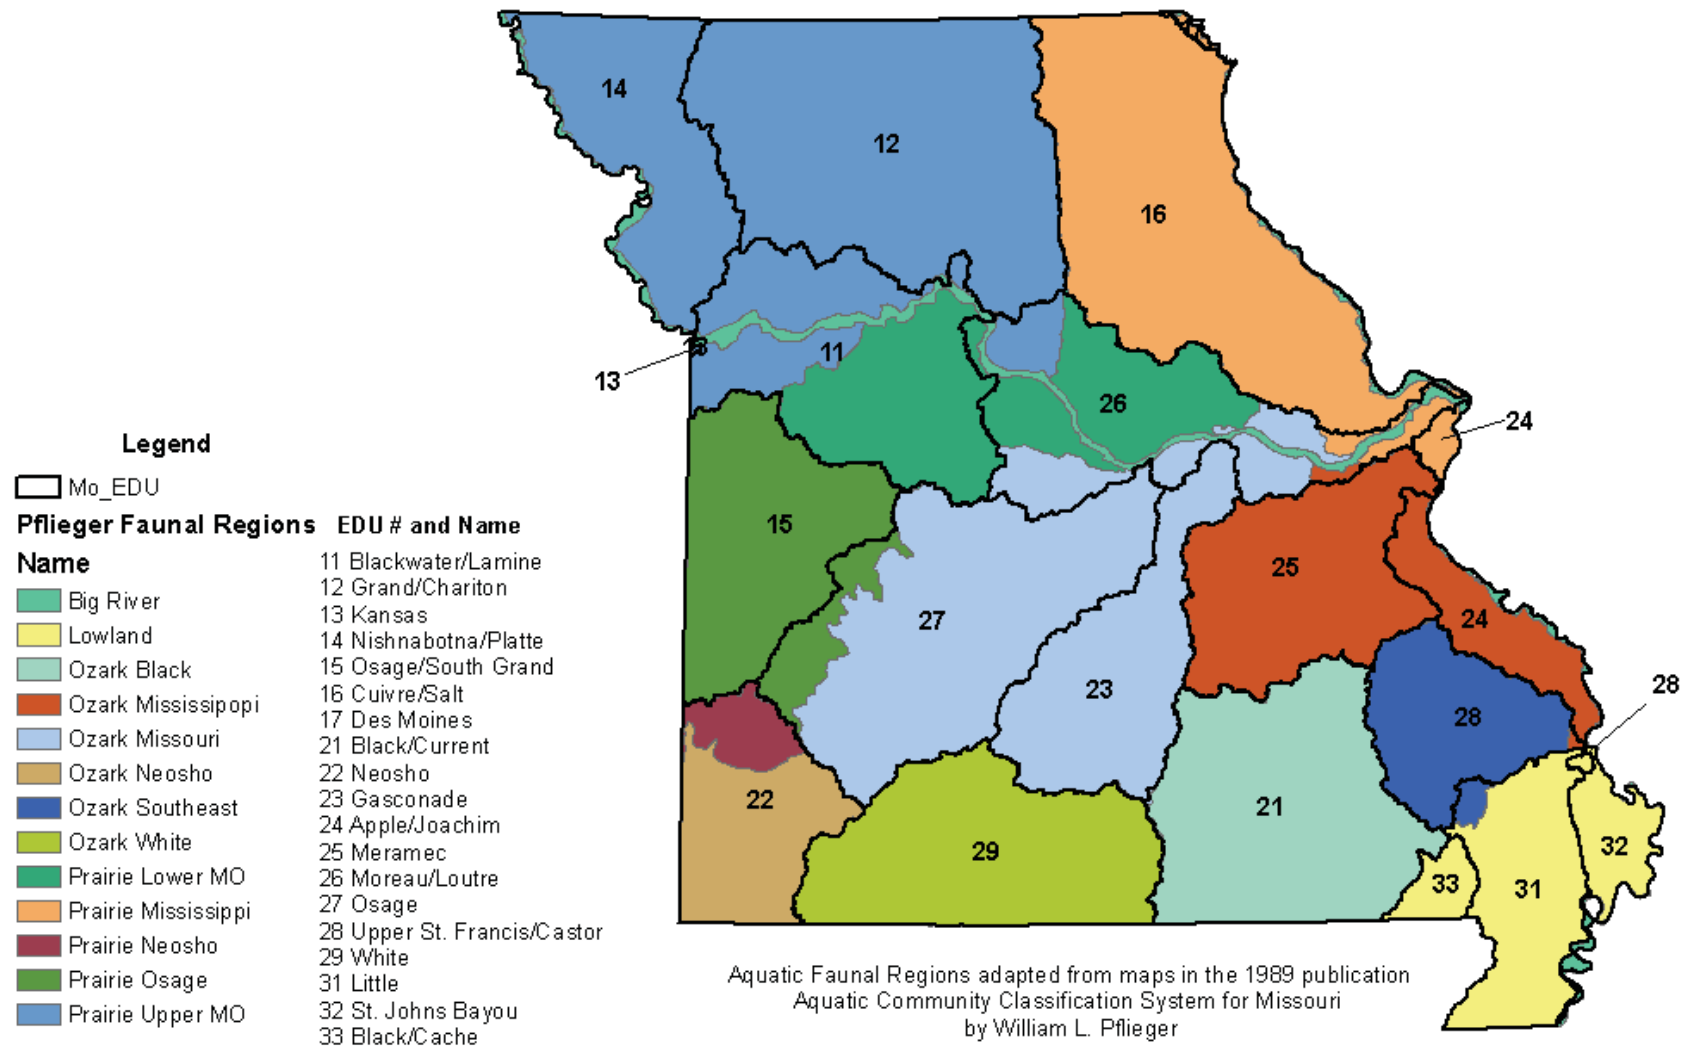 14
12
16
11
13
26
24
15
25
27
24
23
28
28
22
21
29
32
33
31
Legend
Mo_EDU
Pflieger Faunal Regions
Name
Big River
Lowland
Ozark Black
Ozark Mississipopi
Ozark Missouri
Ozark Neosho
Ozark Southeast
Ozark White
Prairie Lower MO
Prairie Mississippi
Prairie Neosho
Prairie Osage
Prairie Upper MO
EDU # and Name
11 Blackwater/Lamine
12 Grand/Chariton
13 Kansas
14 Nishnabotna/Platte
15 Osage/South Grand
16 Cuivre/Salt
17 Des Moines
21 Black/Current
22 Neosho
23 Gasconade
24 Apple/Joachim
25 Meramec
26 Moreau/Loutre
27 Osage
28 Upper St. Francis/Castor
29 White
31 Little
32 St. Johns Bayou
33 Black/Cache
Aquatic Faunal Regions adapted from maps in the 1989 publication
Aquatic Community Classification System for Missouri
by William L. Pflieger